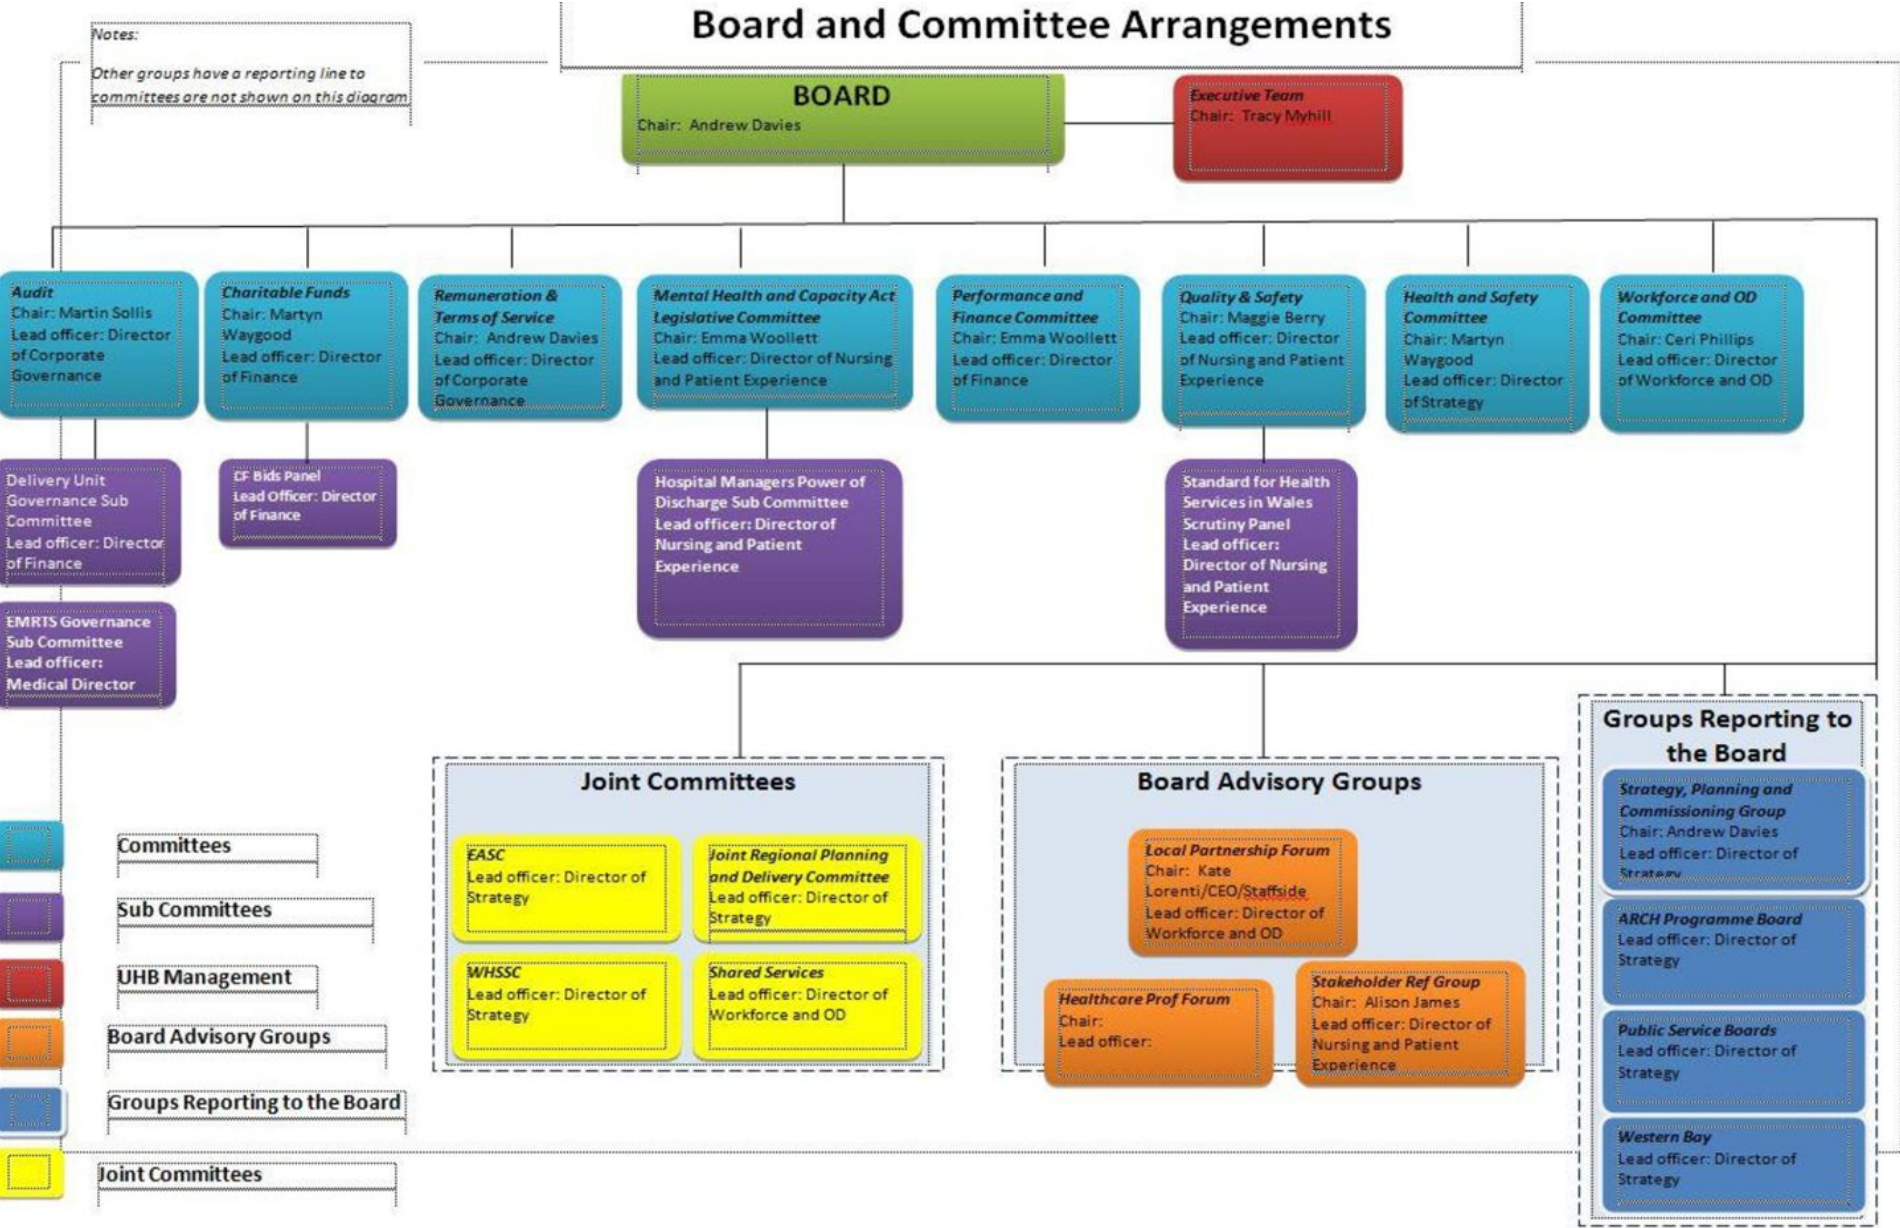 Board and Committee Arrangements
Notes:
Other groups have a reporting line to
committees are not shown on this diagram
BOARD
Chair: Andrew Davies
Executive Team
Chair: Tracy Myhill
Audit
Chair: Martin Sollis
Lead officer: Director
of Corporate
Governance
Charitable Funds
Chair: Martyn
Waygood
Lead officer: Director
of Finance
Remuneration &
Terms of Service
Chair: Andrew Davies
Lead officer: Director
of Corporate
Governance
Mental Health and Capacity Act
Legislative Committee
Chair: Emma Woollett
Lead officer: Director of Nursing
and Patient Experience
Performance and
Finance Committee
Chair: Emma Woollett
Lead officer: Director
of Finance
Quality & Safety
Chair: Maggie Berry
Lead officer: Director
of Nursing and Patient
Experience
Health and Safety
Committee
Chair: Martyn
Waygood
Lead officer: Director
of Strategy
Workforce and OD
Committee
Chair: Ceri Phillips
Lead officer: Director
of Workforce and OD
Delivery Unit
Governance Sub
Committee
Lead officer: Director
of Finance
CF Bids Panel
Lead Officer: Director
of Finance
Hospital Managers Power of
Discharge Sub Committee
Lead officer: Director of
Nursing and Patient
Experience
Standard for Health
Services in Wales
Scrutiny Panel
Lead officer:
Director of Nursing
and Patient
Experience
EMRTS Governance
Sub Committee
Lead officer:
Medical Director
Joint Committees
EASC
Lead officer: Director of
Strategy
Joint Regional Planning
and Delivery Committee
Lead officer: Director of
Strategy
WHSSC
Lead officer: Director of
Strategy
Shared Services
Lead officer: Director of
Workforce and OD
Board Advisory Groups
Local Partnership Forum
Chair: Kate
Lorenti/CEO/Staffside
Lead officer: Director of
Workforce and OD
Healthcare Prof Forum
Chair:
Lead officer:
Stakeholder Ref Group
Chair: Alison James
Lead officer: Director of
Nursing and Patient
Experience
Groups Reporting to
the Board
Strategy, Planning and
Commissioning Group
Chair: Andrew Davies
Lead officer: Director of
Strategy
ARCH Programme Board
Lead officer: Director of
Strategy
Public Service Boards
Lead officer: Director of
Strategy
Western Bay
Lead officer: Director of
Strategy
Committees
Sub Committees
UHB Management
Board Advisory Groups
Groups Reporting to the Board
Joint Committees